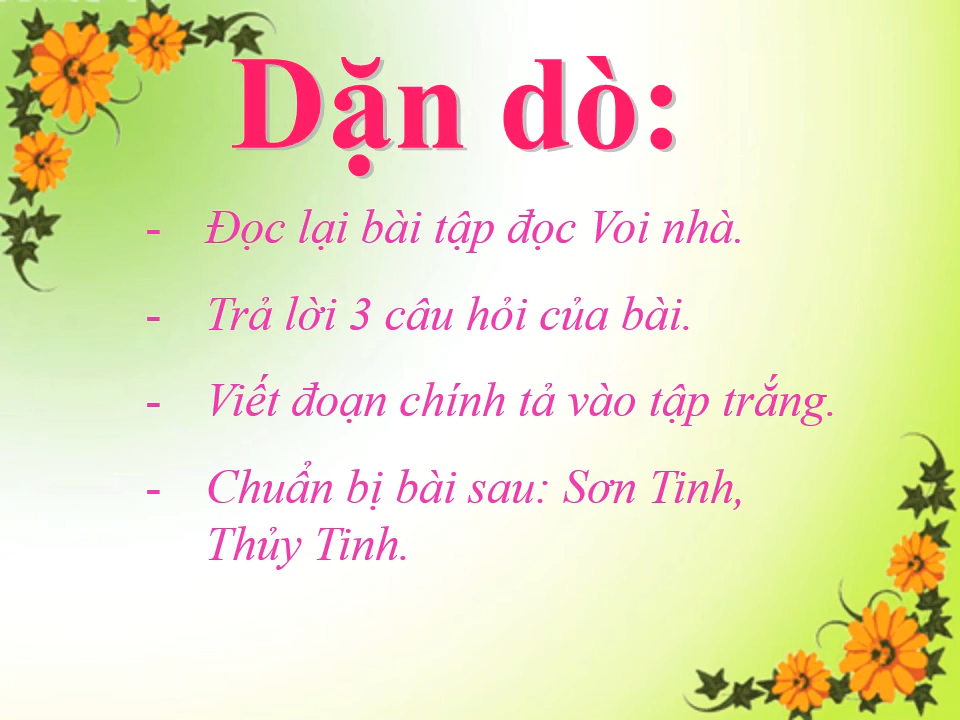 Dặn dò:
- Đọc lại bài tập đọc Voi nhà.
- Trả lời 3 câu hỏi của bài.
- Viết đoạn chính tả vào tập trắng.
- Chuẩn bị bài sau: Sơn Tinh,
Thủy Tinh.